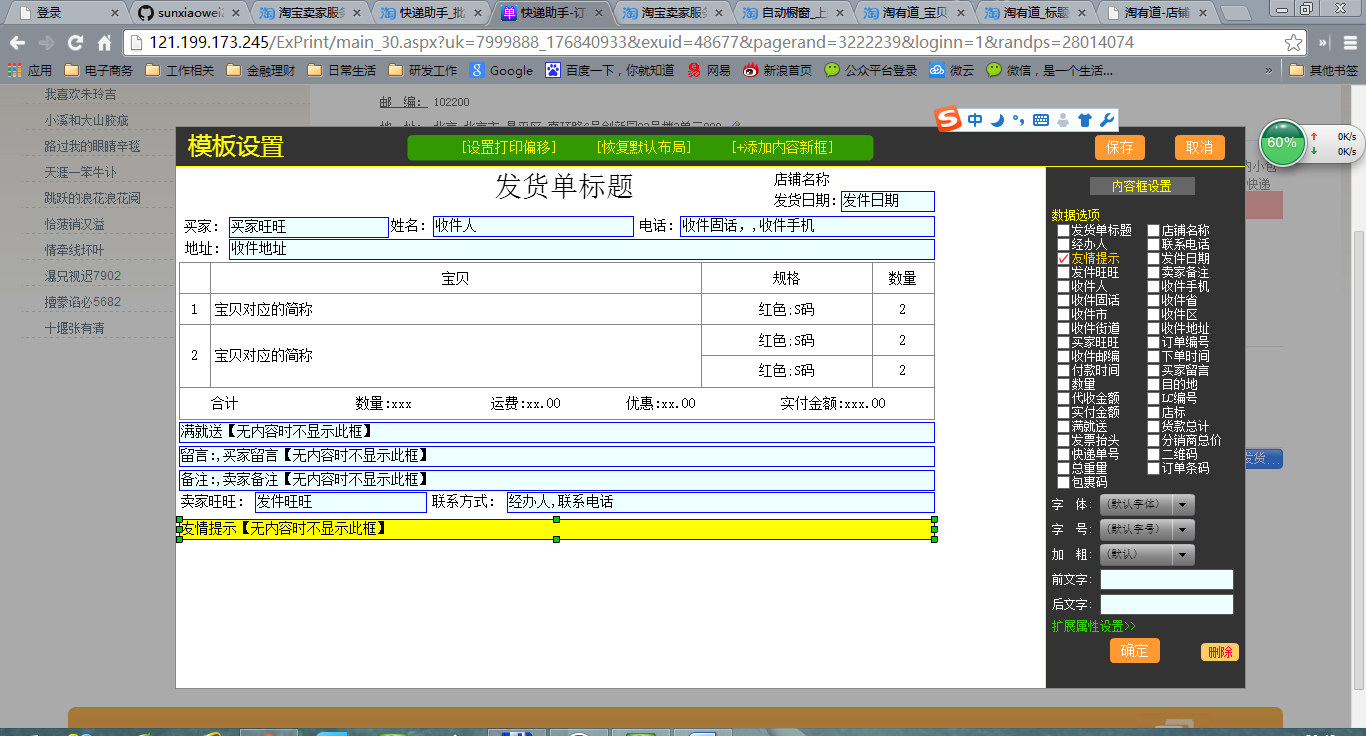 登录 sunxiaowei 淘宝卖家服务 快递助手_批 快递助手-订 淘宝卖家服 自动橱窗_上 淘有道_宝贝 淘有道_标题 淘有道-店铺
121.199.173.245/ExPrint/main_30.aspx?uk=7999888_176840933&exuid=48677&pagerand=3222239&loginn=1&randps=28014074
应用 电子商务 工作相关 金融理财 日常生活 研发工作 Google 百度一下，你就知道 网易 新浪首页 公众平台登录 微云 微信，是一个生活... » 其他书签
我喜欢朱玲吉
小溪和大山脓疲
路过我的眼睛辛毯
天涯一笨牛讣
跳跃的浪花浪花阅
恰菠销汉溢
情牵线坏叶
瀑兄视迟7902
擅蒙谄必5682
十堰张有清
邮 编： 102200
中
60%
0K/s
0K/s
模板设置 [设置打印偏移] [恢复默认布局] [+添加内容新框] 保存 取消
小包
快递
发货...
发货单标题
店铺名称
发货日期: 发件日期
买家: 买家旺旺 姓名: 收件人 电话: 收件固话，,收件手机
地址: 收件地址
宝贝 规格 数量
1 宝贝对应的简称 红色;S码 2
2 宝贝对应的简称 红色;S码 2
红色;S码 2
合计 数量:xxx 运费:xx.00 优惠:xx.00 实付金额:xxx.00
满就送【无内容时不显示此框】
留言:,买家留言【无内容时不显示此框】
备注:,卖家备注【无内容时不显示此框】
卖家旺旺: 发件旺旺 联系方式: 经办人,联系电话
友情提示【无内容时不显示此框】
内容框设置
数据选项
发货单标题 店铺名称
经办人 联系电话
友情提示 发件日期
发件旺旺 卖家备注
收件人 收件手机
收件固话 收件省
收件市 收件区
收件街道 收件地址
买家旺旺 订单编号
收件邮编 下单时间
付款时间 买家留言
数量 目的地
代收金额 LC编号
实付金额 店标
满就送 货款总计
发票抬头 分销商总价
快递单号 二维码
总重量 订单条码
包裹码
字 体: (默认字体)
字 号: (默认字号)
加 粗: (默认)
前文字:
后文字:
扩展属性设置>>
确定 删除